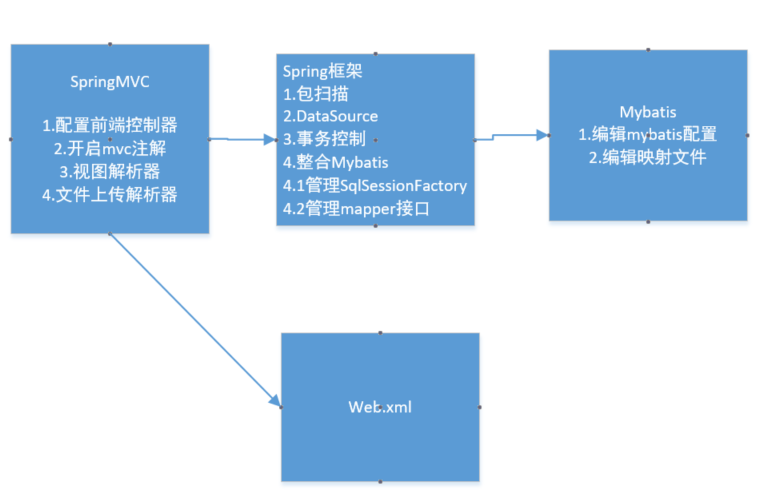 SpringMVC
1.配置前端控制器
2.开启mvc注解
3.视图解析器
4.文件上传解析器
Spring框架
1.包扫描
2.DataSource
3.事务控制
4.整合Mybatis
4.1管理SqlSessionFactory
4.2管理mapper接口
Mybatis
1.编辑mybatis配置
2.编辑映射文件
Web.xml